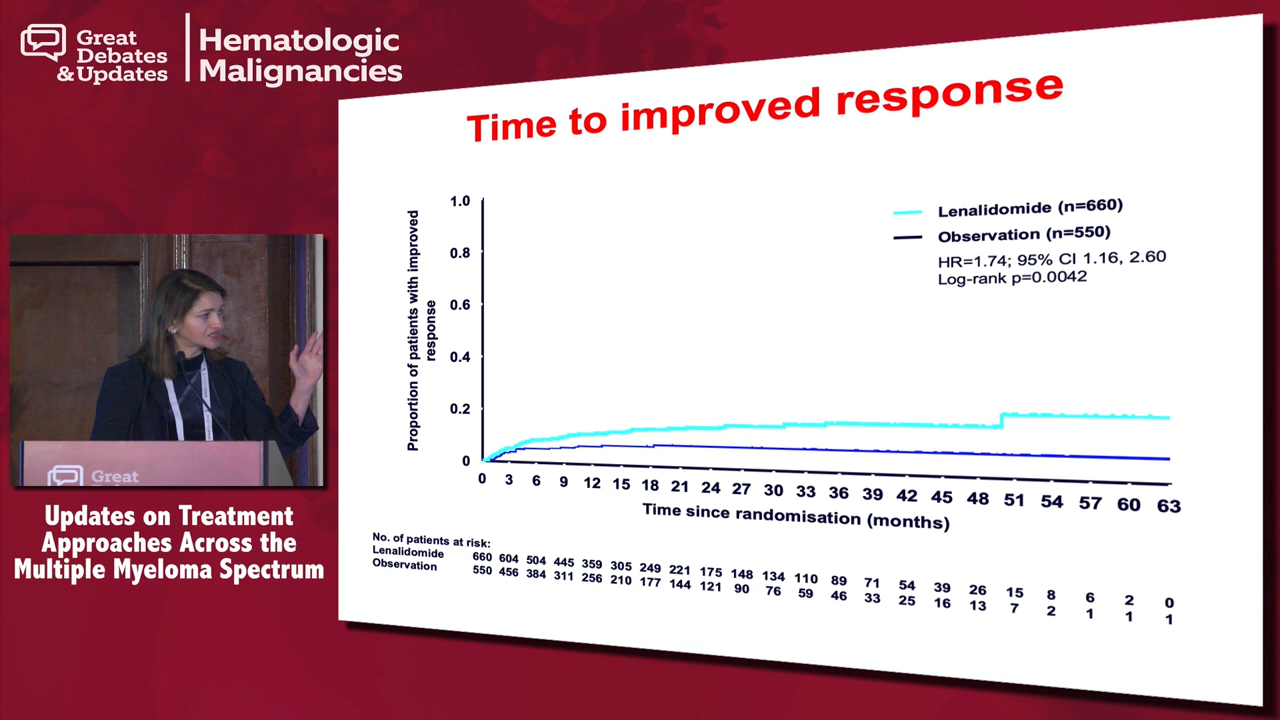 Great
Debates
& Updates
Hematologic
Malignancies
Time to improved response
Proportion of patients with improved
response
1.0
0.8
0.6
0.4
0.2
0
Lenalidomide (n=660)
Observation (n=550)
HR=1.74; 95% CI 1.16, 2.60
Log-rank p=0.0042
0 3 6 9 12 15 18 21 24 27 30 33 36 39 42 45 48 51 54 57 60 63
Time since randomisation (months)
No. of patients at risk:
Lenalidomide 660 604 504 445 359 305 249 221 175 148 134 110 89 71 54 39 26 15 8 6 2 0
Observation 550 456 384 311 256 210 177 144 121 90 76 59 46 33 25 16 13 7 2 1 1 1
Great
Updates on Treatment
Approaches Across the
Multiple Myeloma Spectrum